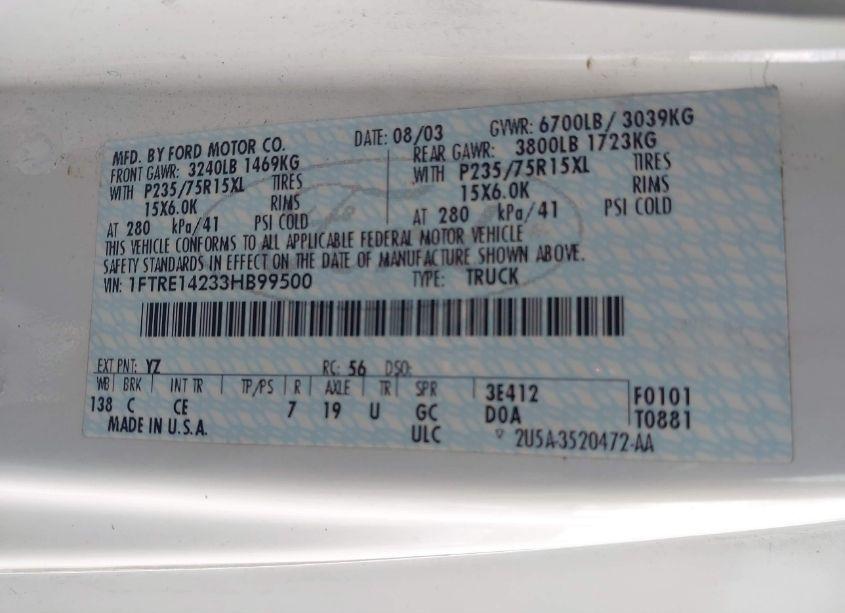 MFD. BY FORD MOTOR CO. DATE: 08/03 GVWR: 6700LB/ 3039KG
FRONT GAWR: 3240LB 1469KG REAR GAWR: 3800LB 1723KG
WITH P235/75R15XL TIRES WITH P235/75R15XL TIRES
15X6.0K RIMS 15X6.0K RIMS
AT 280 kPa/41 PSI COLD AT 280 kPa/41 PSI COLD
THIS VEHICLE CONFORMS TO ALL APPLICABLE FEDERAL MOTOR VEHICLE
SAFETY STANDARDS IN EFFECT ON THE DATE OF MANUFACTURE SHOWN ABOVE.
VIN: 1FTRE14233HB99500 TYPE: TRUCK
EXT PNT: YZ RC: 56 DSO:
WB BRK INT TR TP/PS R AXLE TR SPR 3E412 F0101
138 C CE 7 19 U GC D0A T0881
MADE IN U.S.A. ULC 2U5A-3520472-AA